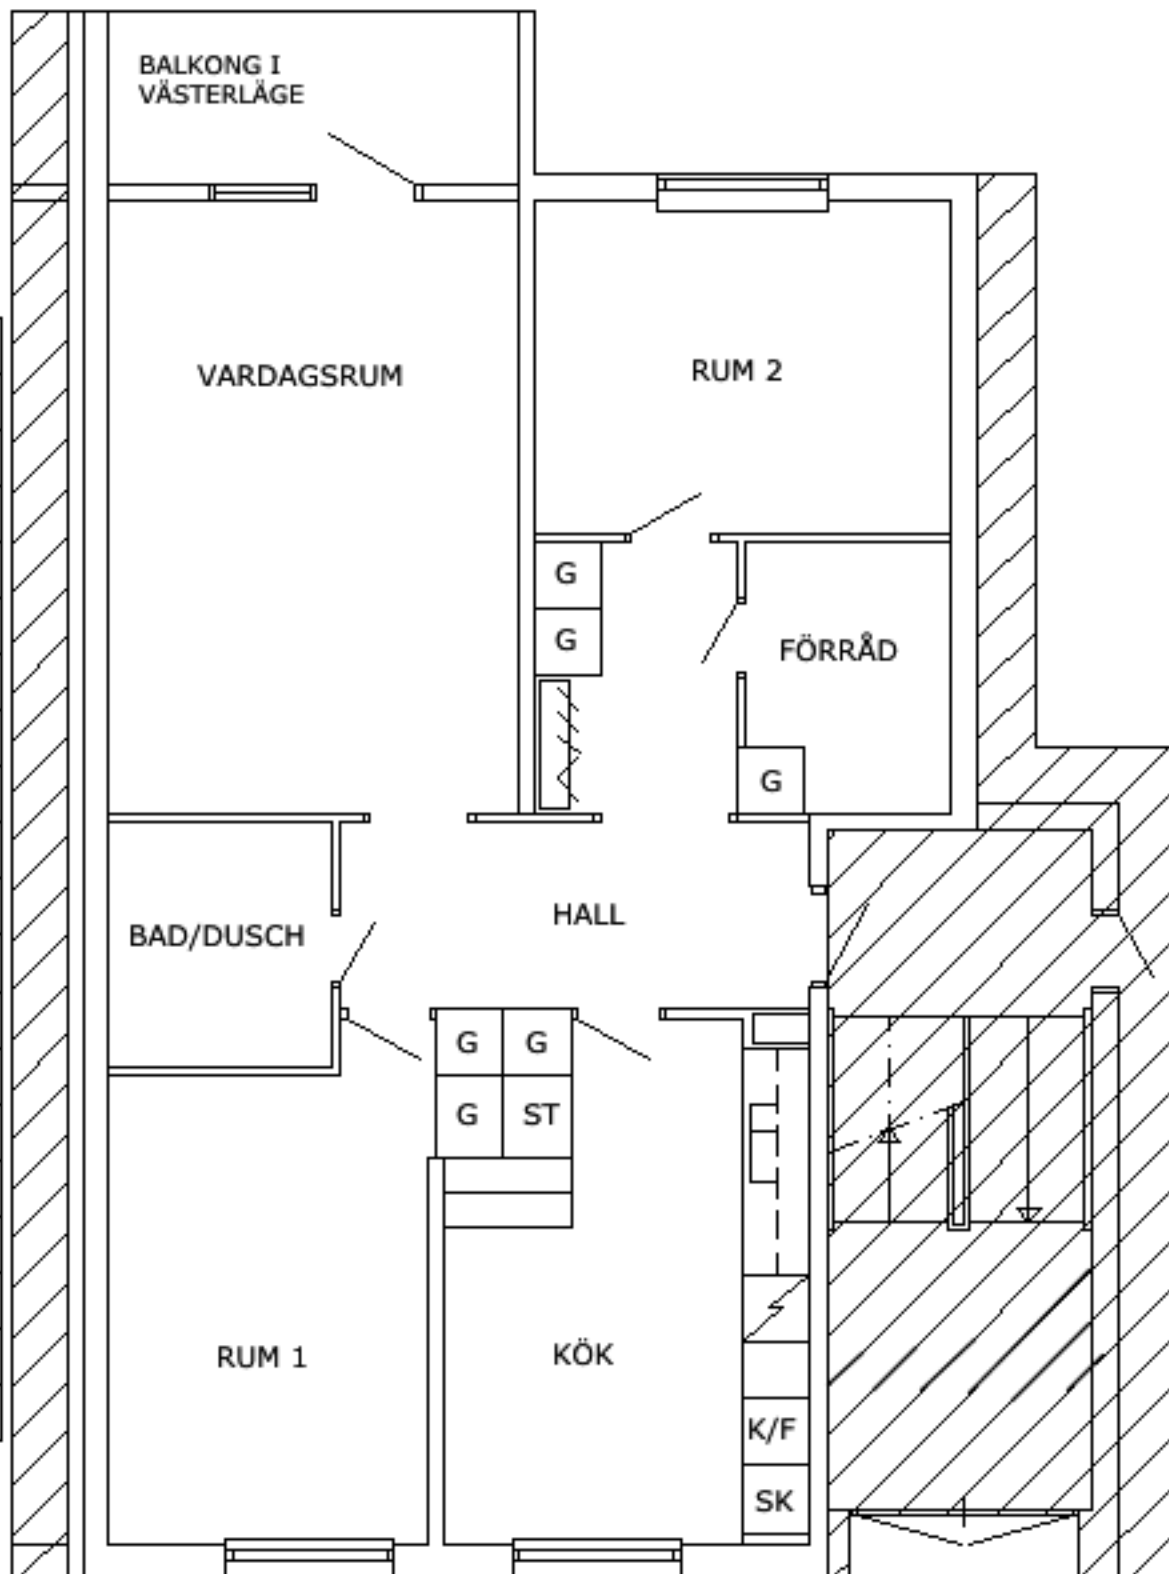 BALKONG I
VÄSTERLÄGE
VARDAGSRUM
RUM 2
G
G
FÖRRÅD
G
BAD/DUSCH
HALL
G G
G ST
RUM 1
KÖK
K/F
SK